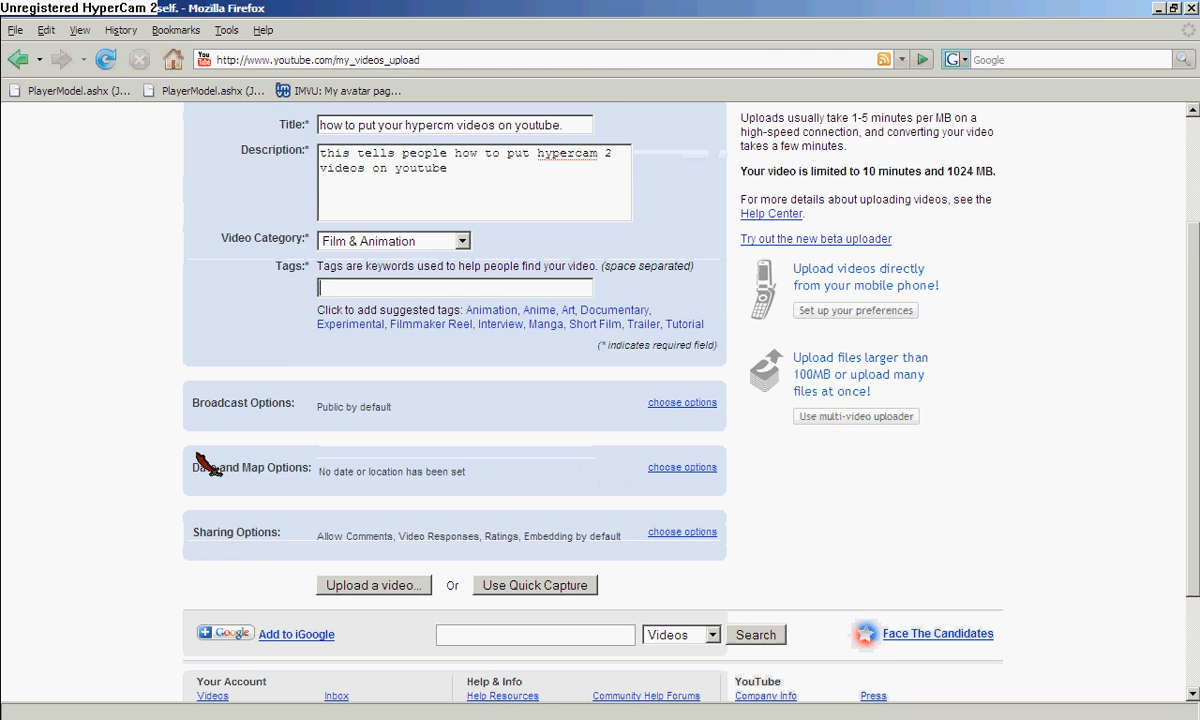 Unregistered HyperCam 2self. - Mozilla Firefox
File Edit View History Bookmarks Tools Help
You Tube http://www.youtube.com/my_videos_upload G Google
PlayerModel.ashx (J... PlayerModel.ashx (J... IMVU: My avatar pag...
Title:* how to put your hypercm videos on youtube.
Description:* this tells people how to put hypercam 2
videos on youtube
Video Category:* Film & Animation
Tags:* Tags are keywords used to help people find your video. (space separated)
Click to add suggested tags: Animation, Anime, Art, Documentary,
Experimental, Filmmaker Reel, Interview, Manga, Short Film, Trailer, Tutorial
(* indicates required field)
Broadcast Options: Public by default choose options
and Map Options: No date or location has been set choose options
Sharing Options: Allow Comments, Video Responses, Ratings, Embedding by default choose options
Upload a video... Or Use Quick Capture
Uploads usually take 1-5 minutes per MB on a
high-speed connection, and converting your video
takes a few minutes.
Your video is limited to 10 minutes and 1024 MB.
For more details about uploading videos, see the
Help Center.
Try out the new beta uploader
Upload videos directly
from your mobile phone!
Set up your preferences
Upload files larger than
100MB or upload many
files at once!
Use multi-video uploader
Google Add to iGoogle Videos Search Face The Candidates
Your Account Help & Info YouTube
Videos Inbox Help Resources Community Help Forums Company Info Press